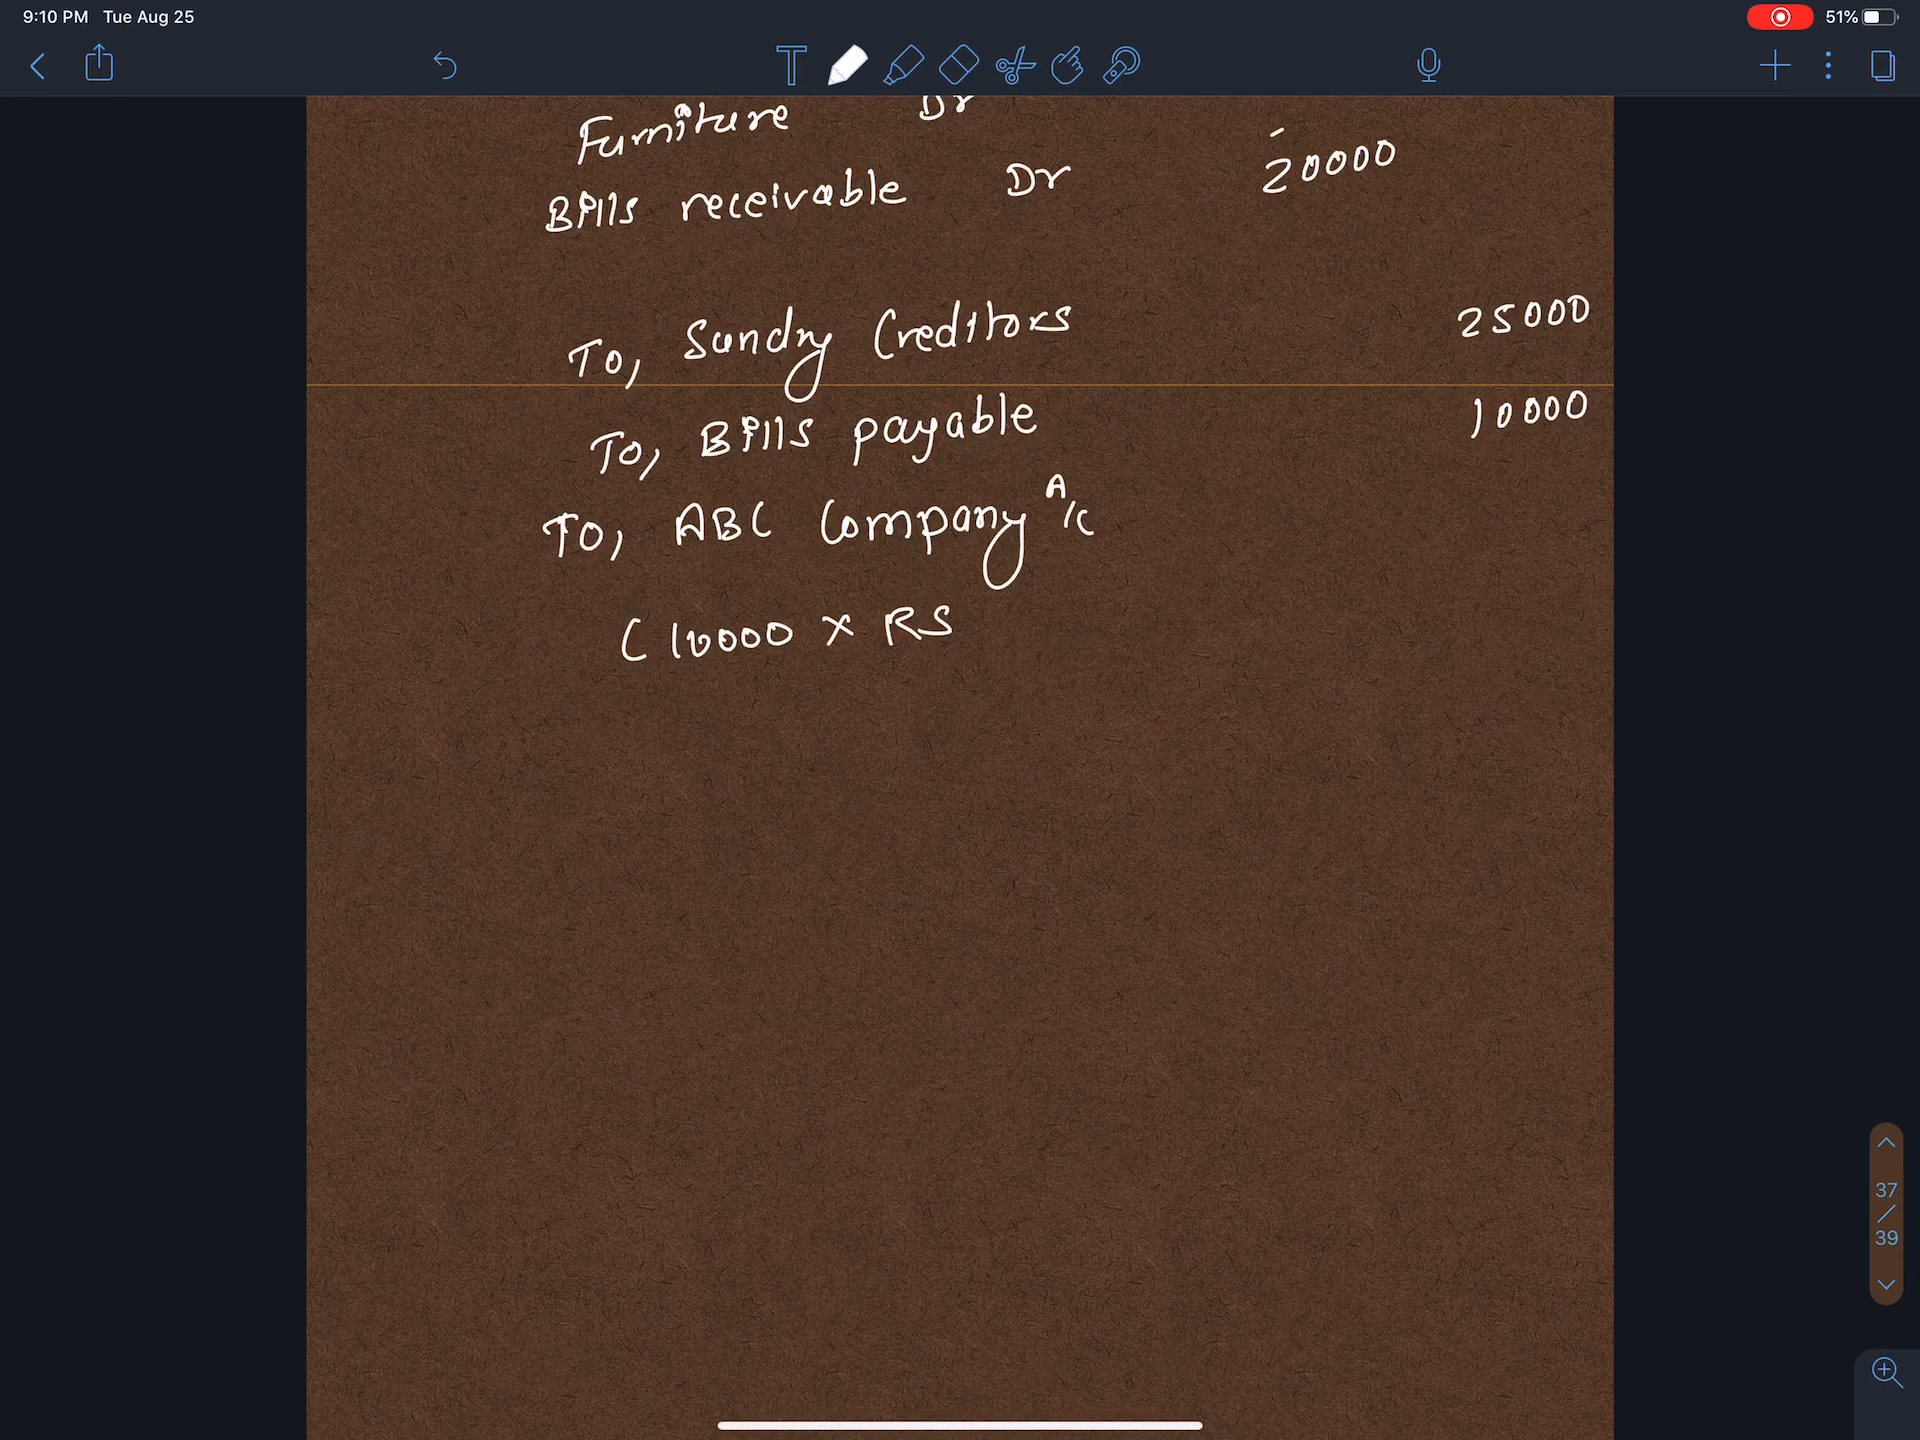 9:10 PM Tue Aug 25
51%
T
Furniture Dr
Bills receivable Dr 20000
To, Sundry Creditors 25000
To, Bills payable 10000
To, ABC Company A/c
(10000 x RS
37
/
39